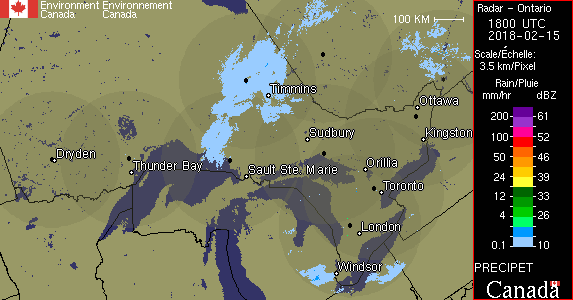 Environment Environnement
Canada Canada
100 KM
Timmins
Ottawa
Sudbury
Kingston
Dryden
Thunder Bay
Sault Ste. Marie
Orillia
Toronto
London
Windsor
Radar - Ontario
1800 UTC
2018-02-15
Scale/Échelle:
3.5 km/Pixel
Rain/Pluie
mm/hr dBZ
200 61
100 57
100 52
50 46
24 39
12 33
4 26
0.1 10
PRECIPET
Canada